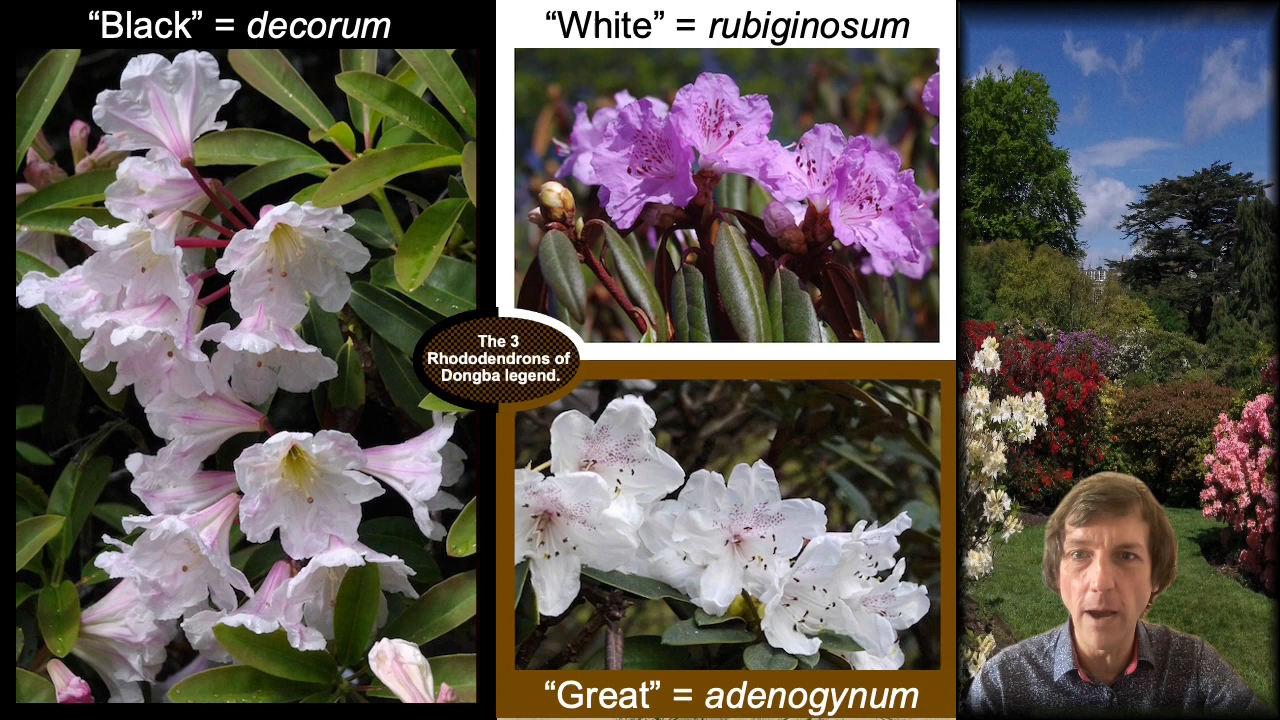 “Black” = decorum
“White” = rubiginosum
The 3
Rhododendrons of
Dongba legend.
“Great” = adenogynum